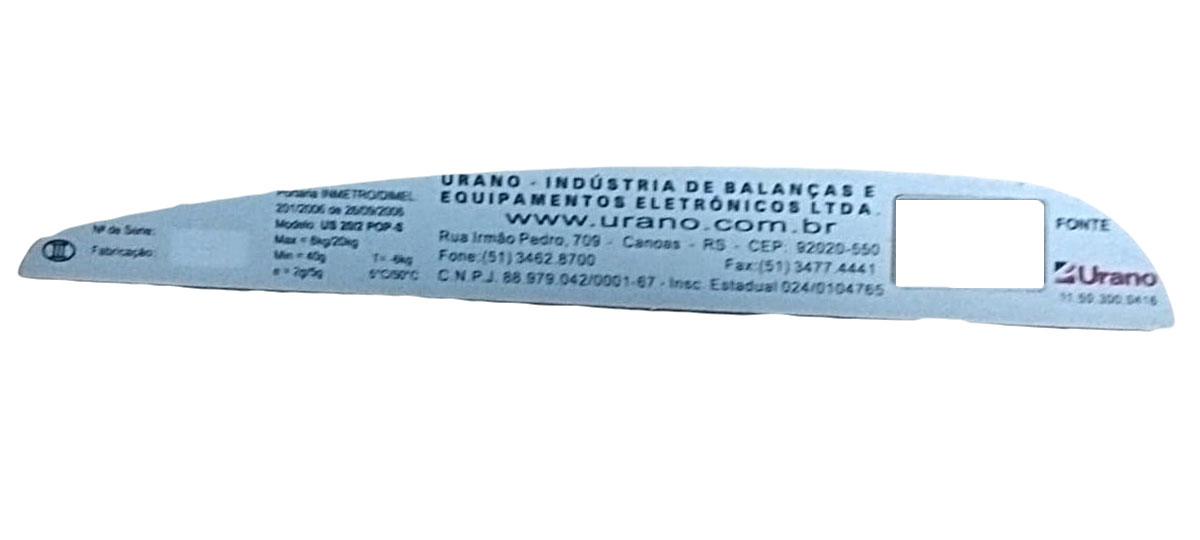 Nº de Série:
Fabricação:
Portaria INMETRO/DIMEL
201/2006 de 26/09/2006
Modelo: US 20/2 POP-S
Max = 8kg/20kg
Min = 40g T= -6kg
e = 2g/5g 5°C/50°C
URANO - INDÚSTRIA DE BALANÇAS E
EQUIPAMENTOS ELETRÔNICOS LTDA.
www.urano.com.br
Rua Irmão Pedro, 709 - Canoas - RS - CEP: 92020-550
Fone:(51) 3462.8700 Fax:(51) 3477.4441
C.N.P.J. 88.979.042/0001-67 - Insc. Estadual 024/0104765
FONTE
Urano
11.50.300.0416